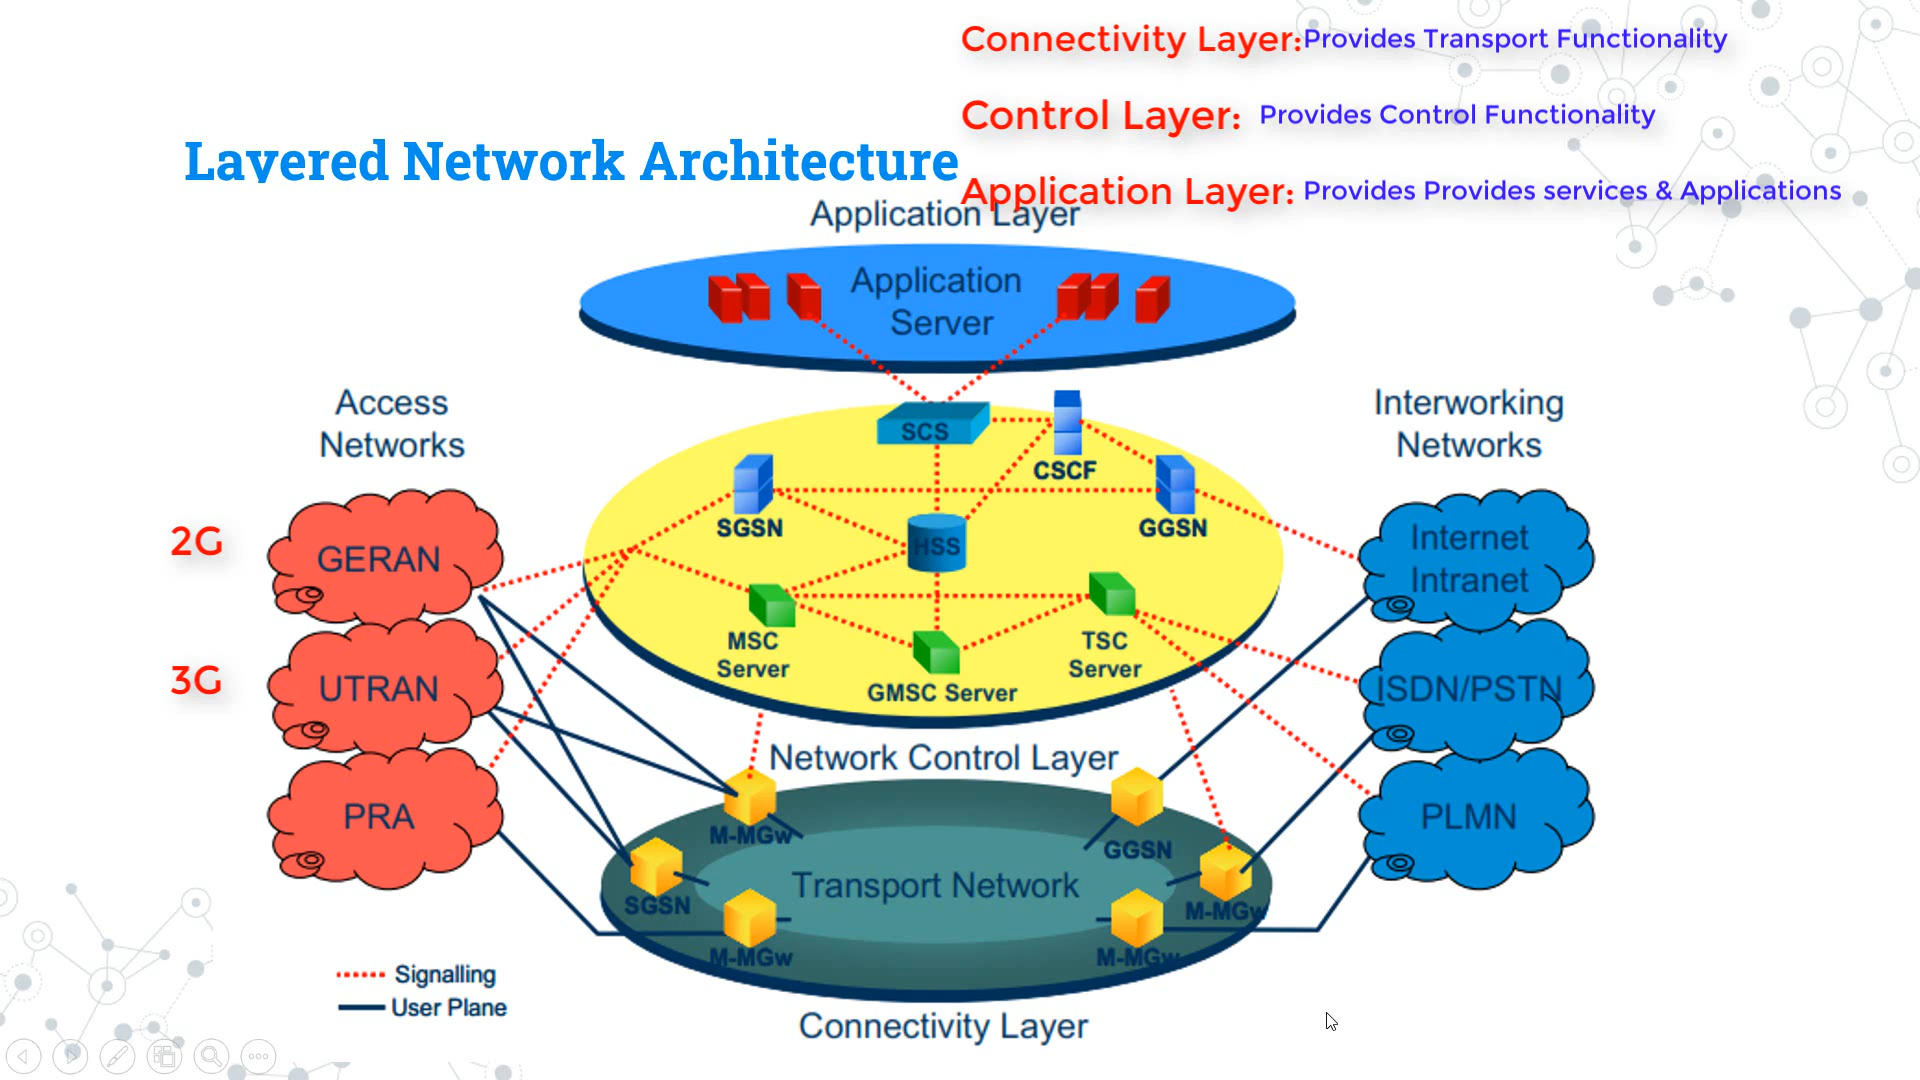 Connectivity Layer: Provides Transport Functionality
Control Layer: Provides Control Functionality
Layered Network Architecture
Application Layer: Provides Provides services & Applications
Application Layer
Application
Server
Access
Networks
Interworking
Networks
SCS
CSCF
SGSN
GGSN
HSS
2G
GERAN
Internet
Intranet
MSC
Server
TSC
Server
GMSC Server
3G
UTRAN
ISDN/PSTN
Network Control Layer
PRA
PLMN
M-MGw
GGSN
Transport Network
SGSN
M-MGw
M-MGw
M-MGw
Signalling
User Plane
Connectivity Layer